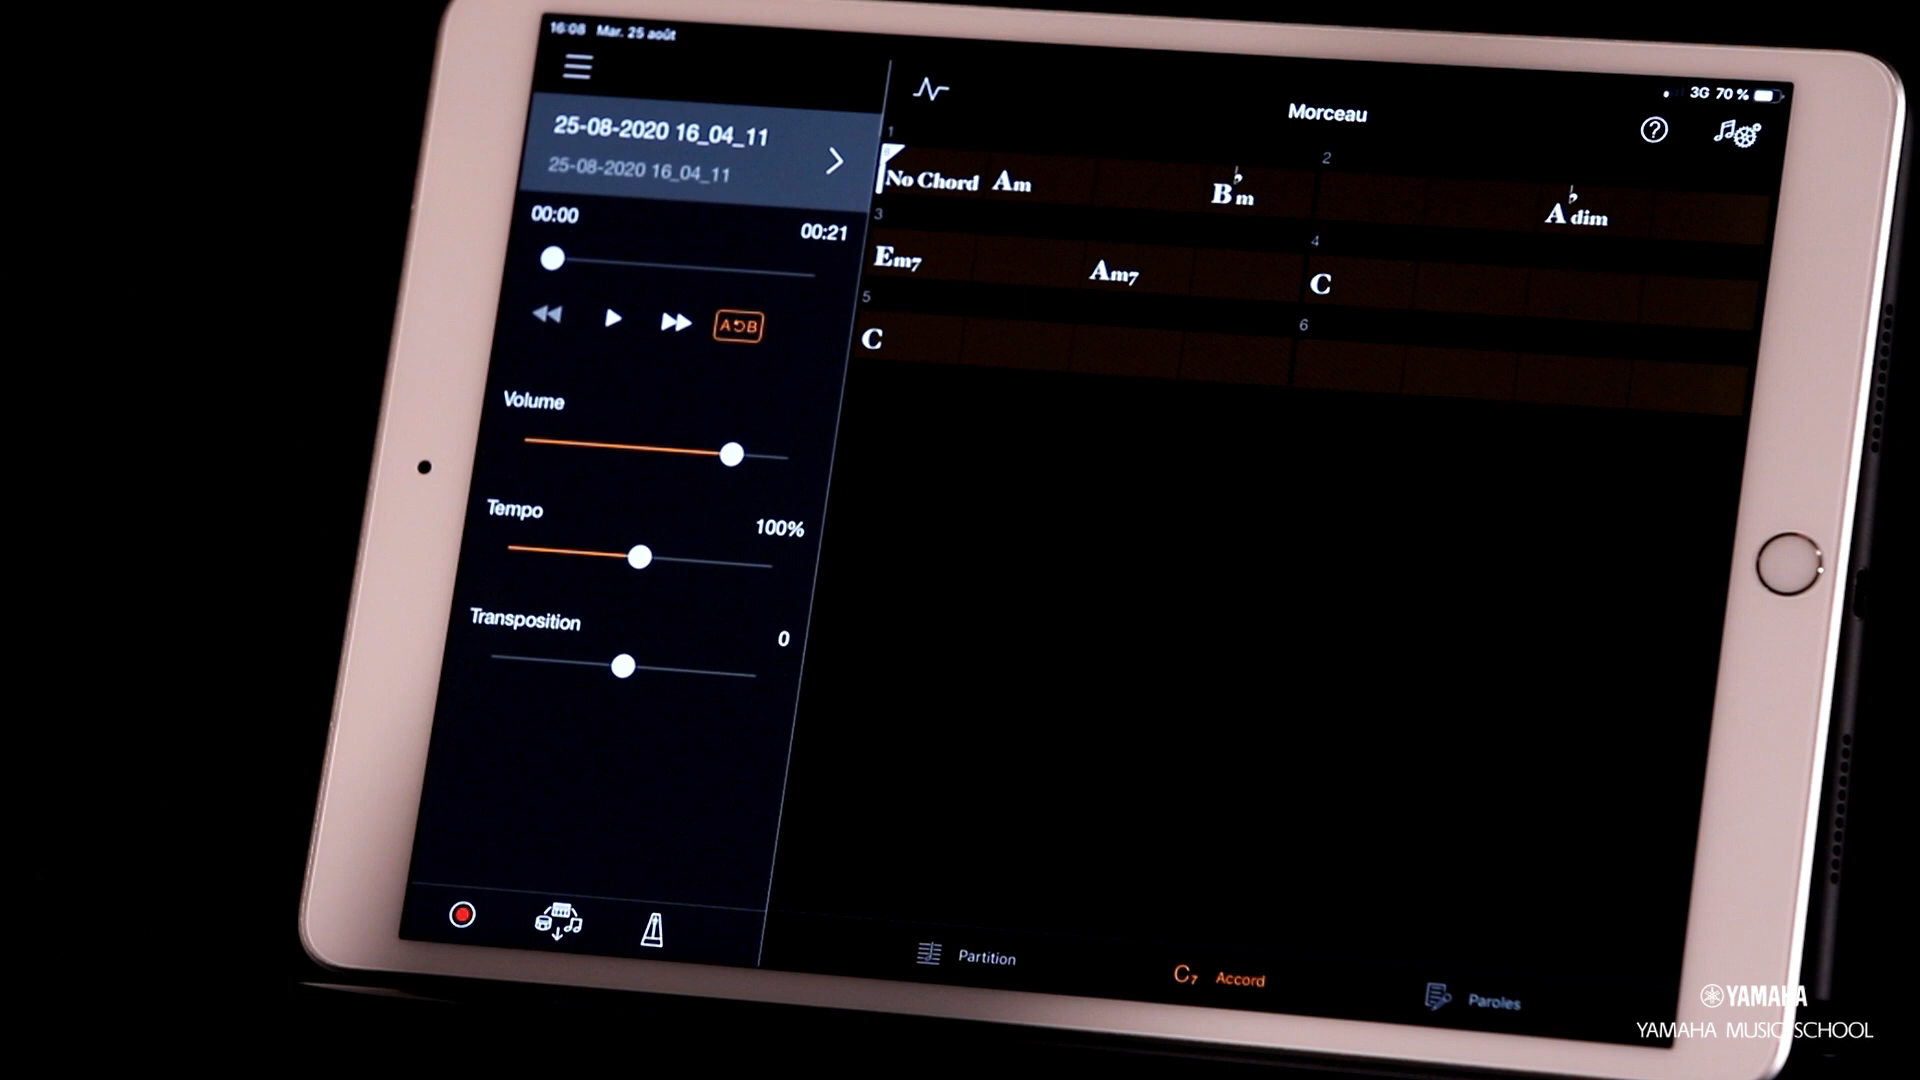 16:08 Mar. 25 août
3G 70 %
Morceau
25-08-2020 16_04_11
25-08-2020 16_04_11
00:00
00:21
A B
Volume
Tempo
100%
Transposition
0
1
2
No Chord Am B♭m A♭dim
3
4
Em7 Am7 C
5
6
C
Partition
C7 Accord
Paroles
YAMAHA
YAMAHA MUSIC SCHOOL